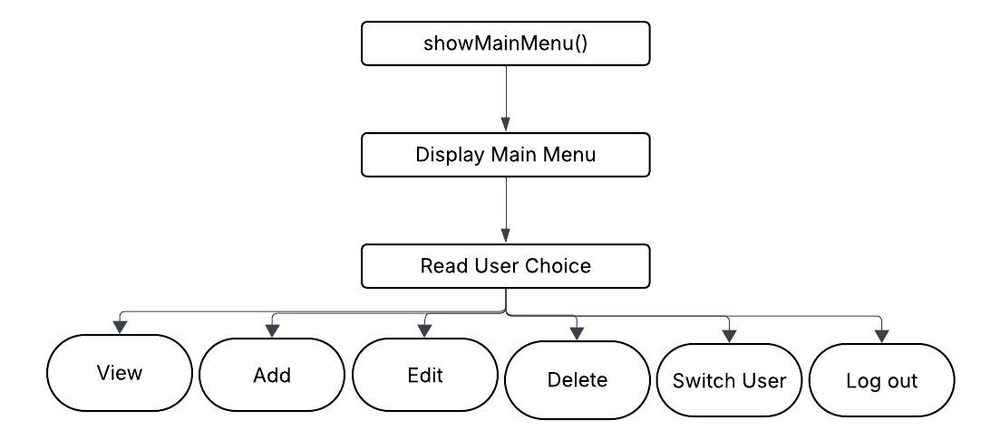 showMainMenu()
Display Main Menu
Read User Choice
View
Add
Edit
Delete
Switch User
Log out